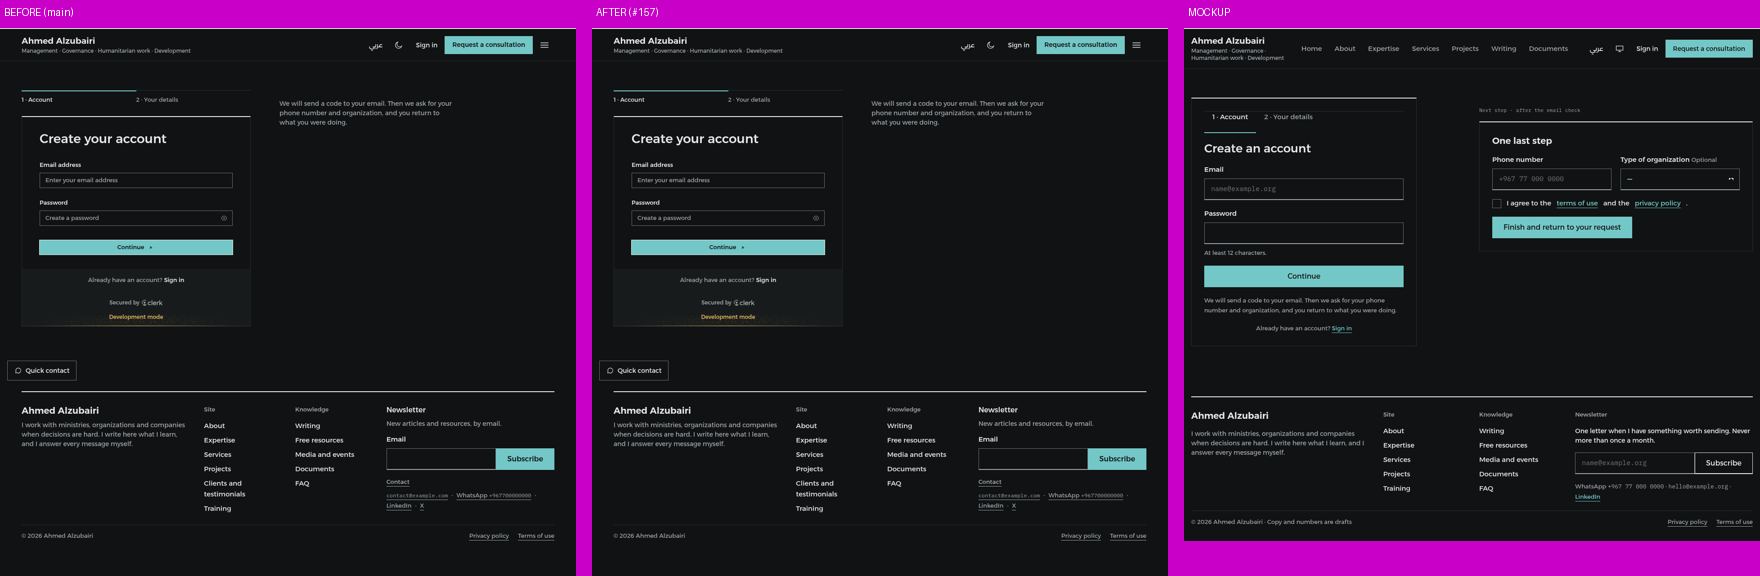 BEFORE (main)
Ahmed Alzubairi
Management · Governance · Humanitarian work · Development
عربي
Sign in
Request a consultation
1 · Account
2 · Your details
Create your account
Email address
Enter your email address
Password
Create a password
Continue
Already have an account? Sign in
Secured by clerk
Development mode
We will send a code to your email. Then we ask for your
phone number and organization, and you return to
what you were doing.
Quick contact
Ahmed Alzubairi
I work with ministries, organizations and companies
when decisions are hard. I write here what I learn,
and I answer every message myself.
Site
About
Expertise
Services
Projects
Clients and
testimonials
Training
Knowledge
Writing
Free resources
Media and events
Documents
FAQ
Newsletter
New articles and resources, by email.
Email
Subscribe
Contact
contact@example.com · WhatsApp +967700000000 ·
LinkedIn · X
© 2026 Ahmed Alzubairi
Privacy policy
Terms of use
AFTER (#157)
Ahmed Alzubairi
Management · Governance · Humanitarian work · Development
عربي
Sign in
Request a consultation
1 · Account
2 · Your details
Create your account
Email address
Enter your email address
Password
Create a password
Continue
Already have an account? Sign in
Secured by clerk
Development mode
We will send a code to your email. Then we ask for your
phone number and organization, and you return to
what you were doing.
Quick contact
Ahmed Alzubairi
I work with ministries, organizations and companies
when decisions are hard. I write here what I learn,
and I answer every message myself.
Site
About
Expertise
Services
Projects
Clients and
testimonials
Training
Knowledge
Writing
Free resources
Media and events
Documents
FAQ
Newsletter
New articles and resources, by email.
Email
Subscribe
Contact
contact@example.com · WhatsApp +967700000000 ·
LinkedIn · X
© 2026 Ahmed Alzubairi
Privacy policy
Terms of use
MOCKUP
Ahmed Alzubairi
Management · Governance ·
Humanitarian work · Development
Home
About
Expertise
Services
Projects
Writing
Documents
عربي
Sign in
Request a consultation
1 · Account
2 · Your details
Create an account
Email
name@example.org
Password
At least 12 characters.
Continue
We will send a code to your email. Then we ask for your phone
number and organization, and you return to what you were doing.
Already have an account? Sign in
Next step · after the email check
One last step
Phone number
+967 77 000 0000
Type of organization Optional
—
I agree to the terms of use and the privacy policy .
Finish and return to your request
Ahmed Alzubairi
I work with ministries, organizations and companies
when decisions are hard. I write here what I learn, and I
answer every message myself.
Site
About
Expertise
Services
Projects
Training
Knowledge
Writing
Free resources
Media and events
Documents
FAQ
Newsletter
One letter when I have something worth sending. Never
more than once a month.
name@example.org
Subscribe
WhatsApp +967 77 000 0000 · hello@example.org ·
LinkedIn
© 2026 Ahmed Alzubairi · Copy and numbers are drafts
Privacy policy
Terms of use